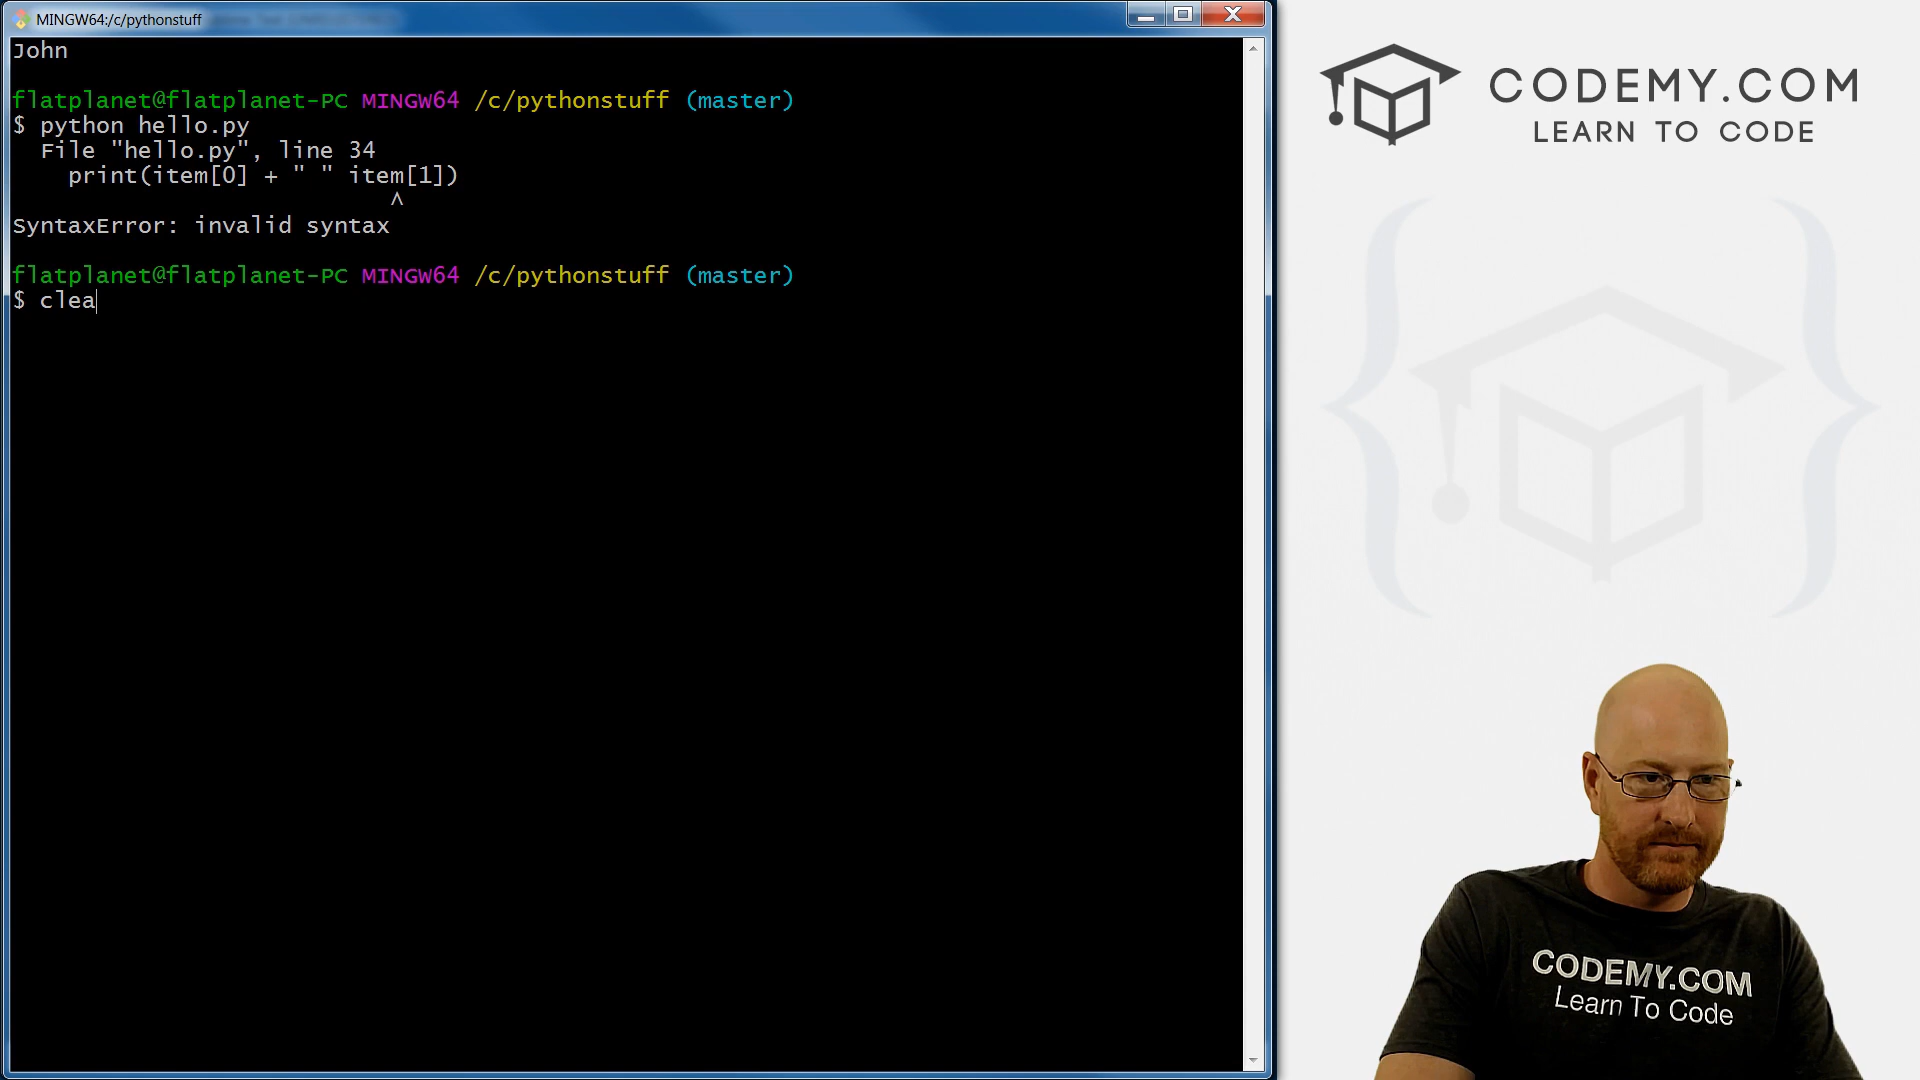 MINGW64:/c/pythonstuff
John
flatplanet@flatplanet-PC MINGW64 /c/pythonstuff (master)
$ python hello.py
  File "hello.py", line 34
    print(item[0] + " " item[1])
                           ^
SyntaxError: invalid syntax
flatplanet@flatplanet-PC MINGW64 /c/pythonstuff (master)
$ clea
CODEMY.COM
LEARN TO CODE
CODEMY.COM
Learn To Code